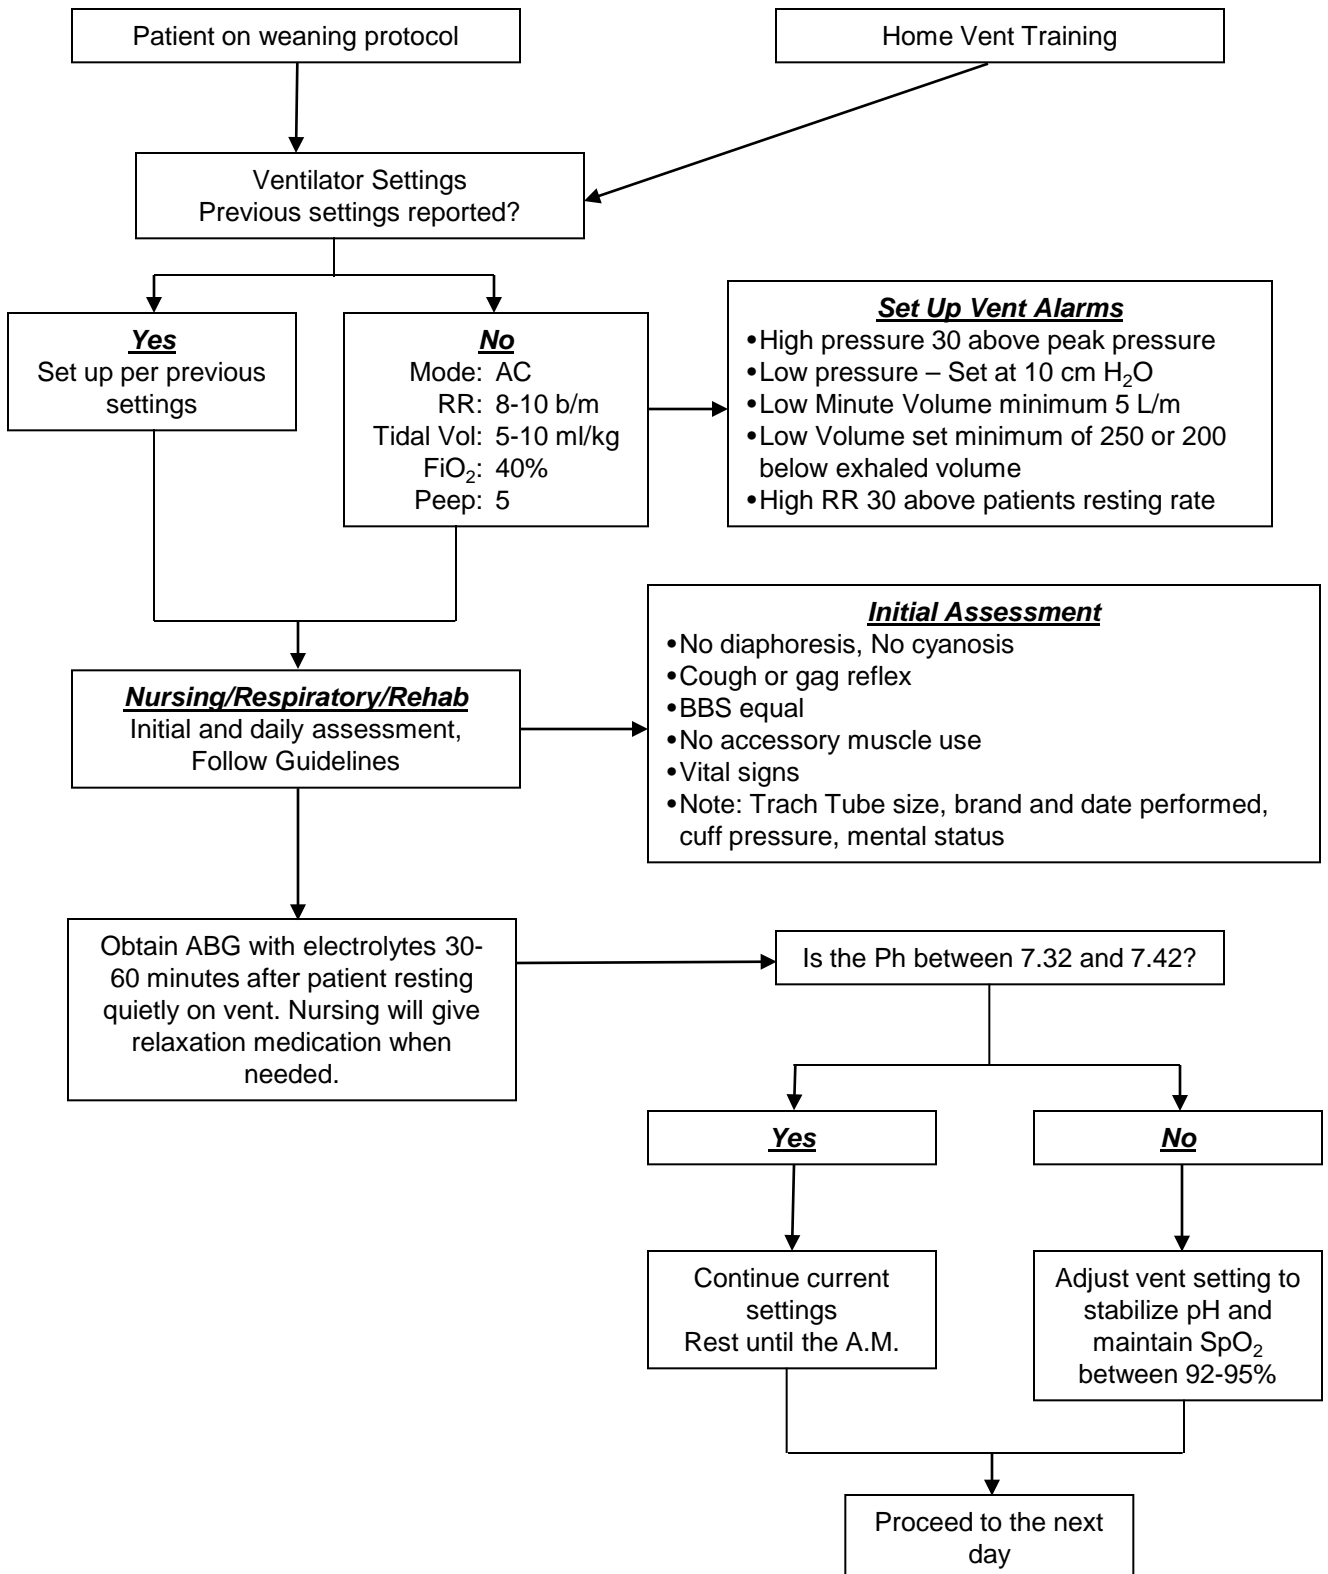 Patient on weaning protocol
Home Vent Training
Ventilator Settings
Previous settings reported?
Yes
Set up per previous
settings
No
Mode: AC
RR: 8-10 b/m
Tidal Vol: 5-10 ml/kg
FiO₂: 40%
Peep: 5
Set Up Vent Alarms
•High pressure 30 above peak pressure
•Low pressure – Set at 10 cm H₂O
•Low Minute Volume minimum 5 L/m
•Low Volume set minimum of 250 or 200
below exhaled volume
•High RR 30 above patients resting rate
Nursing/Respiratory/Rehab
Initial and daily assessment,
Follow Guidelines
Initial Assessment
•No diaphoresis, No cyanosis
•Cough or gag reflex
•BBS equal
•No accessory muscle use
•Vital signs
•Note: Trach Tube size, brand and date performed,
cuff pressure, mental status
Obtain ABG with electrolytes 30-
60 minutes after patient resting
quietly on vent. Nursing will give
relaxation medication when
needed.
Is the Ph between 7.32 and 7.42?
Yes
No
Continue current
settings
Rest until the A.M.
Adjust vent setting to
stabilize pH and
maintain SpO₂
between 92-95%
Proceed to the next
day